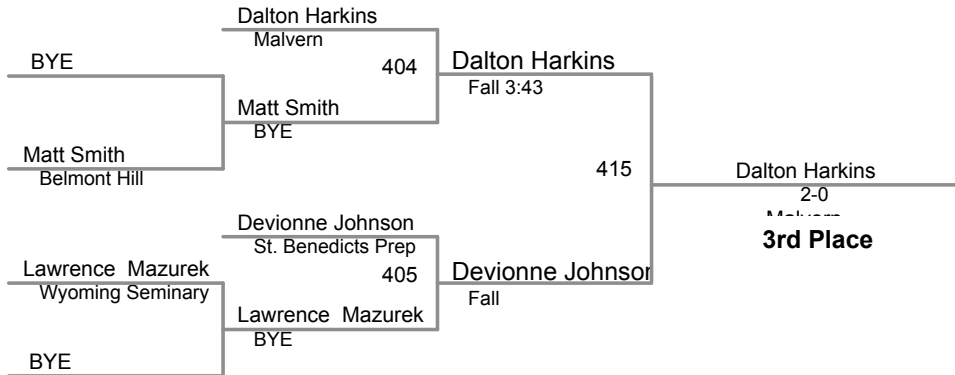 Dalton Harkins
Malvern
BYE
404
Dalton Harkins
Fall 3:43
Matt Smith
BYE
Matt Smith
Belmont Hill
415
Dalton Harkins
2-0
Malvern
3rd Place
Devionne Johnson
St. Benedicts Prep
Lawrence Mazurek
Wyoming Seminary
405
Devionne Johnson
Fall
Lawrence Mazurek
BYE
BYE